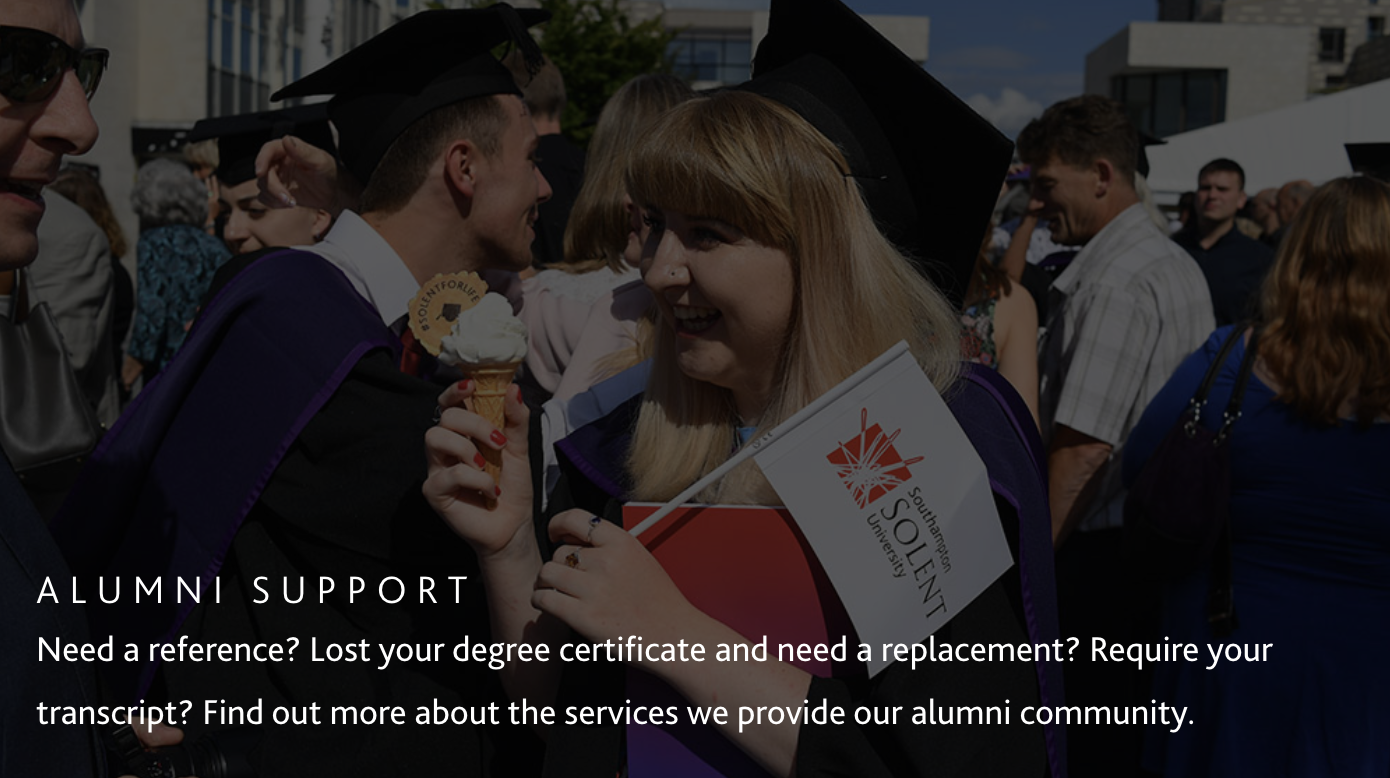 #SOLENTFORLIFE
Southampton
SOLENT
University
ALUMNI SUPPORT
Need a reference? Lost your degree certificate and need a replacement? Require your
transcript? Find out more about the services we provide our alumni community.